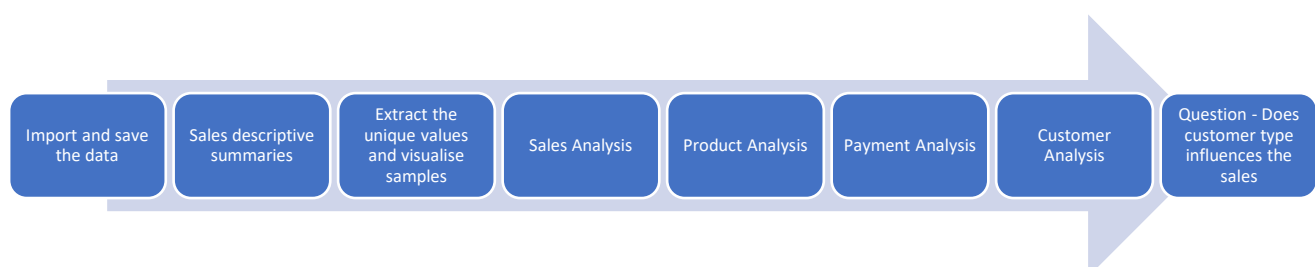 Import and save
the data
Sales descriptive
summaries
Extract the
unique values
and visualise
samples
Sales Analysis
Product Analysis
Payment Analysis
Customer
Analysis
Question - Does
customer type
influences the
sales